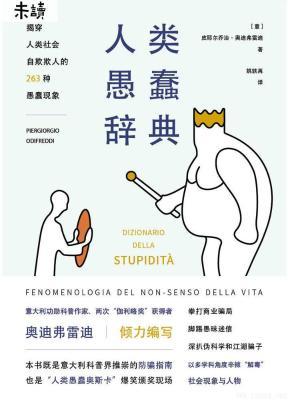 未讀
揭穿
人类社会
自欺欺人的
263 种
愚蠢现象
PIERGIORGIO
ODIFREDDI
人类
愚蠢
辞典
[意]
皮耶尔乔治·奥迪弗雷迪
著
姚轶苒
译
DIZIONARIO
DELLA
STUPIDITÀ
FENOMENOLOGIA DEL NON-SENSO DELLA VITA
意大利功勋科普作家、两次“伽利略奖”获得者
奥迪弗雷迪 倾力编写
本书既是意大利科普界推崇的防骗指南
也是“人类愚蠢奥斯卡”爆笑颁奖现场
拳打商业骗局
脚踢愚昧迷信
深扒伪科学和江湖骗子
以多学科角度辛辣“解毒”
社会现象与人物